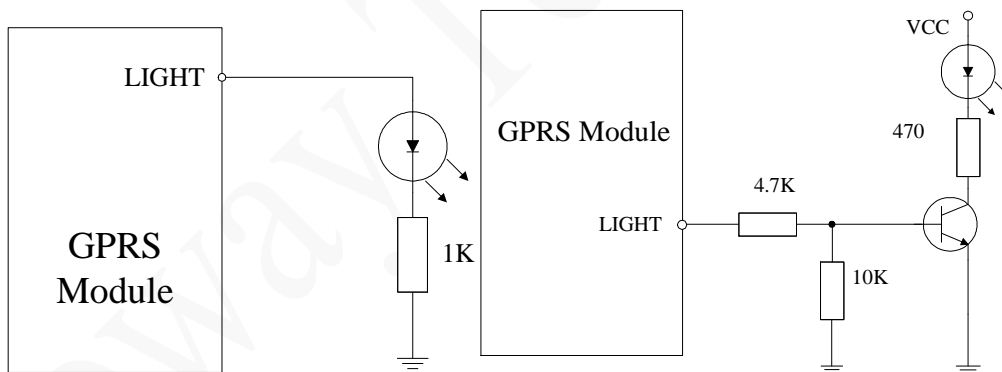 LIGHT
GPRS
Module
1K
GPRS Module
LIGHT
4.7K
10K
VCC
470